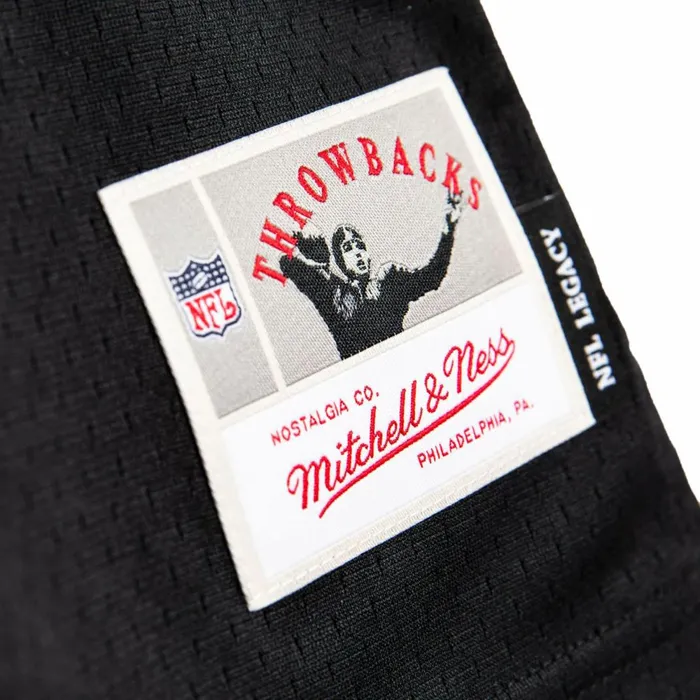 THROWBACKS
NFL
NOSTALGIA CO.
Mitchell & Ness
PHILADELPHIA, PA.
NFL LEGACY